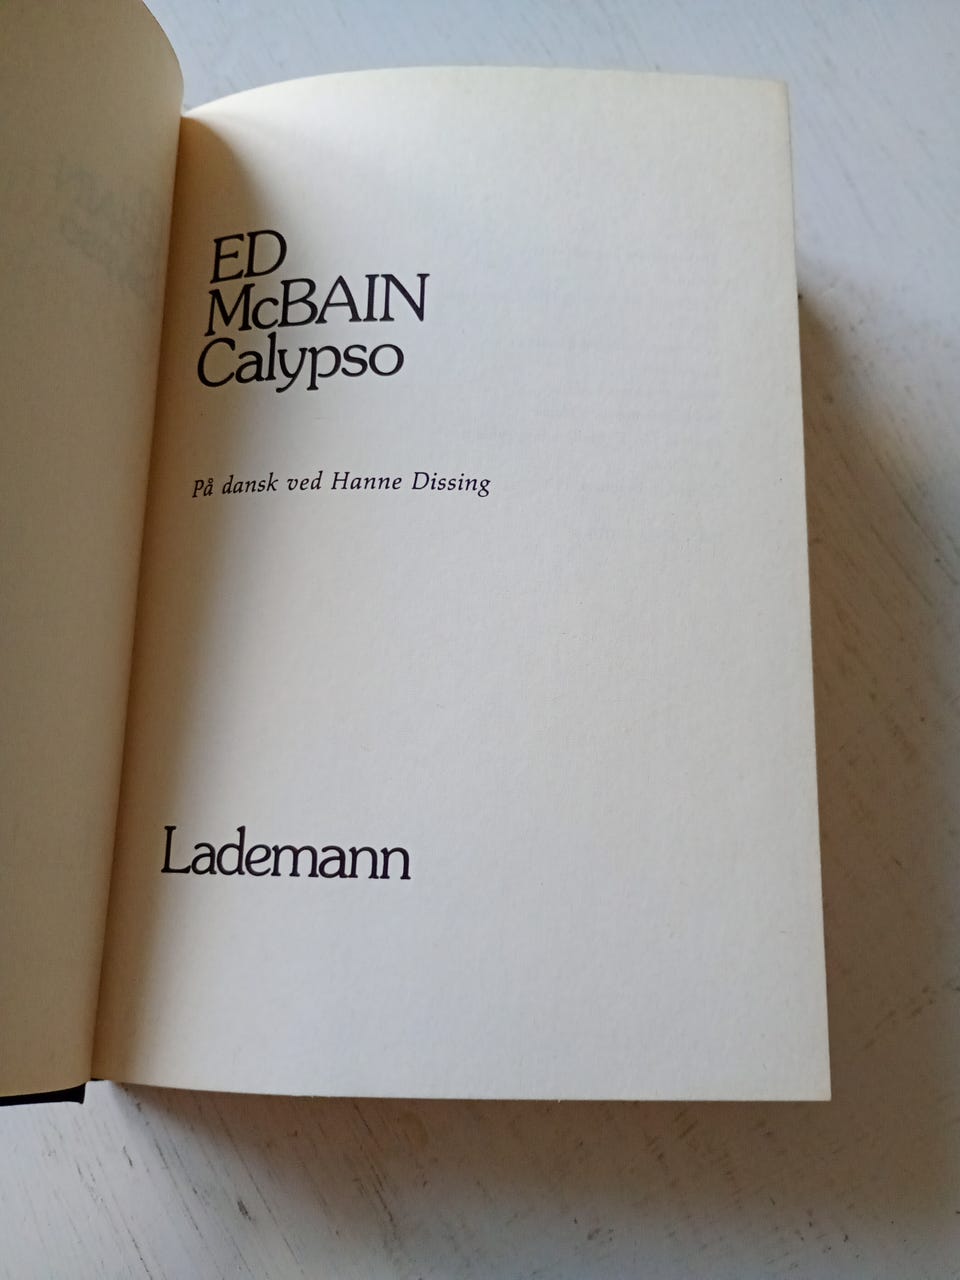 ED
McBAIN
Calypso
På dansk ved Hanne Dissing
Lademann